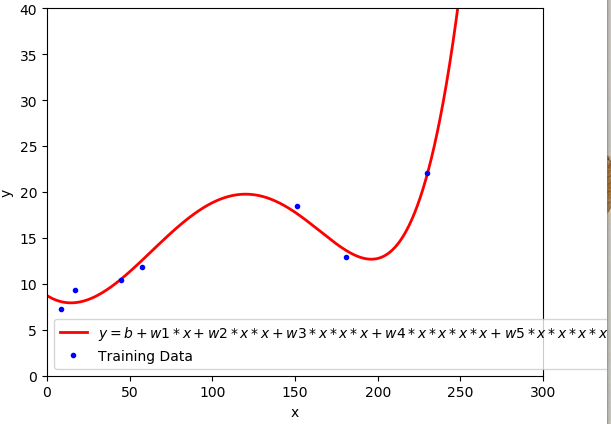 40
35
30
25
20
15
10
5
0
y
y = b + w1 * x + w2 * x * x + w3 * x * x * x + w4 * x * x * x * x + w5 * x * x * x * x
Training Data
0 50 100 150 200 250 300
x